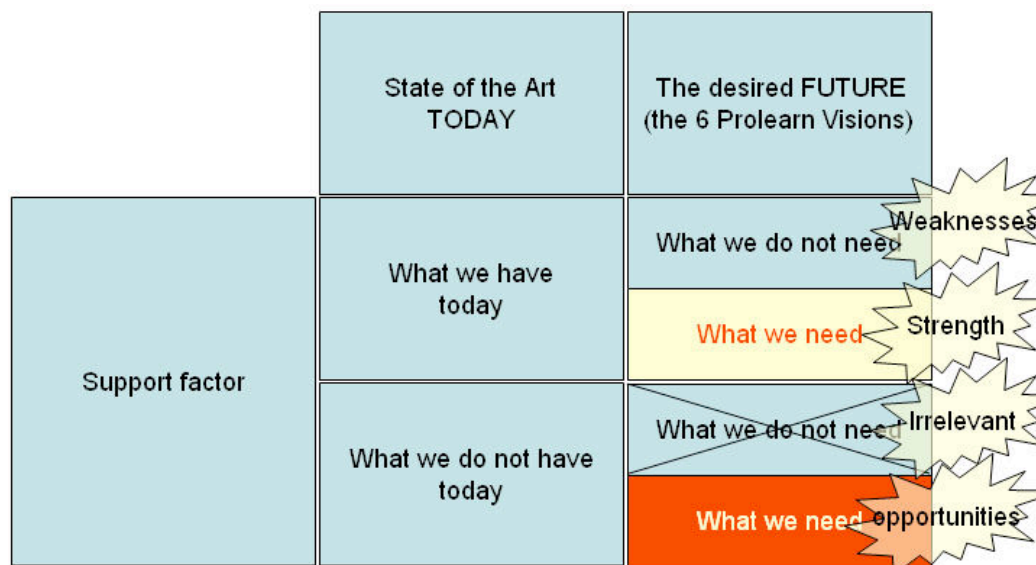 State of the Art
TODAY
The desired FUTURE
(the 6 Prolearn Visions)
Support factor
What we have
today
What we do not need
Weaknesses
What we need
Strength
What we do not have
today
What we do not need
Irrelevant
What we need
opportunities